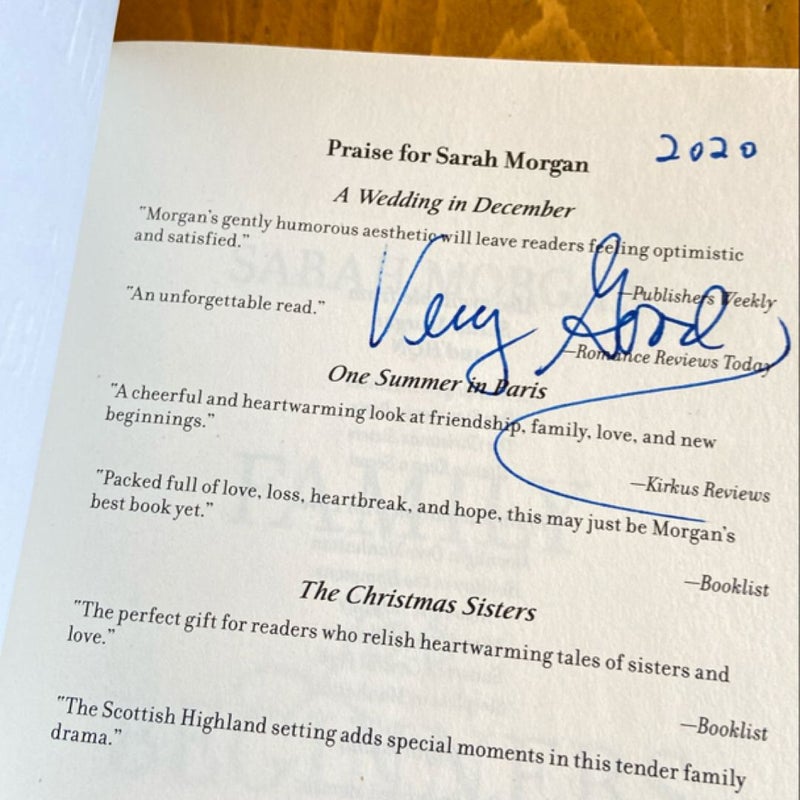 Praise for Sarah Morgan
2020
A Wedding in December
"Morgan's gently humorous aesthetic will leave readers feeling optimistic
and satisfied."
—Publishers Weekly
"An unforgettable read."
Very Good
—Romance Reviews Today
One Summer in Paris
"A cheerful and heartwarming look at friendship, family, love, and new
beginnings."
—Kirkus Reviews
"Packed full of love, loss, heartbreak, and hope, this may just be Morgan's
best book yet."
—Booklist
The Christmas Sisters
"The perfect gift for readers who relish heartwarming tales of sisters and
love."
—Booklist
"The Scottish Highland setting adds special moments in this tender family
drama."